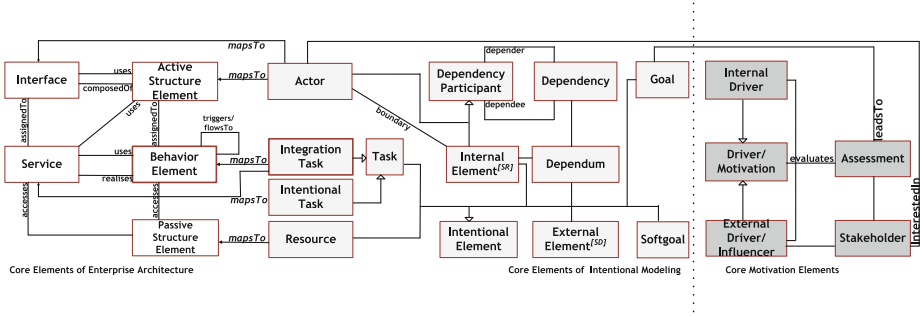 mapsTo
Interface
uses
composedOf
Active
Structure
Element
mapsTo
Actor
depender
Dependency
Participant
dependee
Dependency
Goal
Internal
Driver
leadsTo
assignedTo
uses
assignedTo
triggers/
flowsTo
boundary
Service
uses
realises
Behavior
Element
mapsTo
Integration
Task
Task
Internal
Element[SR]
Dependum
Driver/
Motivation
evaluates
Assessment
InterestedIn
accesses
accesses
mapsTo
Intentional
Task
Passive
Structure
Element
mapsTo
Resource
Intentional
Element
External
Element[SD]
Softgoal
External
Driver/
Influencer
Stakeholder
Core Elements of Enterprise Architecture
Core Elements of Intentional Modeling
Core Motivation Elements